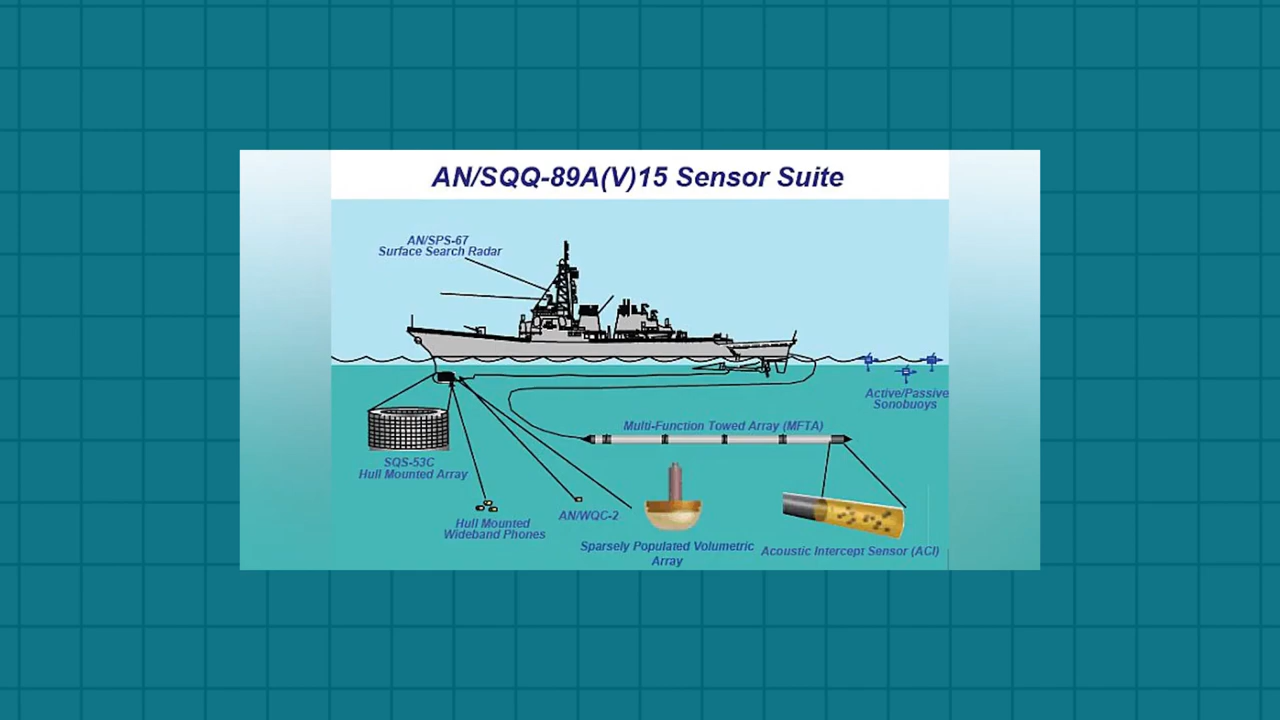 AN/SQQ-89A(V)15 Sensor Suite
AN/SPS-67
Surface Search Radar
Active/Passive
Sonobuoys
Multi-Function Towed Array (MFTA)
SQS-53C
Hull Mounted Array
Hull Mounted
Wideband Phones
AN/WQC-2
Sparsely Populated Volumetric
Array
Acoustic Intercept Sensor (ACI)